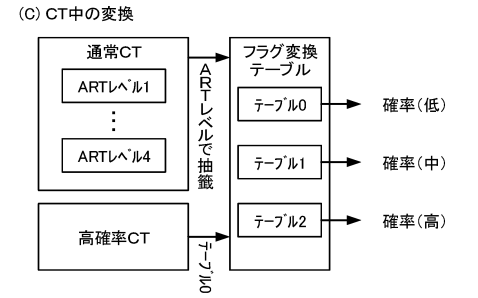 (C) CT中の変換
通常CT
ARTﾚﾍﾞﾙ1
⋮
ARTﾚﾍﾞﾙ4
高確率CT
ARTレベルで抽籤
ﾃｰﾌﾞﾙ0
フラグ変換
テーブル
ﾃｰﾌﾞﾙ0
ﾃｰﾌﾞﾙ1
ﾃｰﾌﾞﾙ2
確率(低)
確率(中)
確率(高)